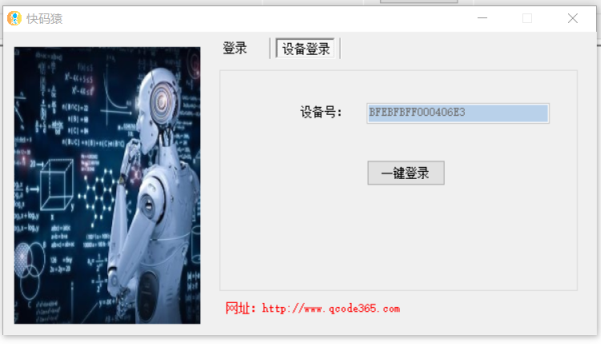 快码猿
登录 设备登录
设备号： BFEBFBFF000406E3
一键登录
网址：http://www.qcode365.com